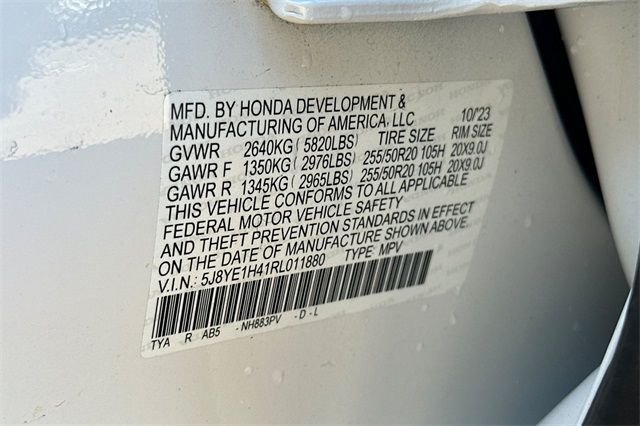 MFD. BY HONDA DEVELOPMENT & 10/'23
MANUFACTURING OF AMERICA, LLC
GVWR 2640KG (5820LBS) TIRE SIZE RIM SIZE
GAWR F 1350KG (2976LBS) 255/50R20 105H 20X9.0J
GAWR R 1345KG (2965LBS) 255/50R20 105H 20X9.0J
THIS VEHICLE CONFORMS TO ALL APPLICABLE
FEDERAL MOTOR VEHICLE SAFETY
AND THEFT PREVENTION STANDARDS IN EFFECT
ON THE DATE OF MANUFACTURE SHOWN ABOVE.
V.I.N.: 5J8YE1H41RL011880 TYPE: MPV
TYA R AB5 -NH883PV -D-L